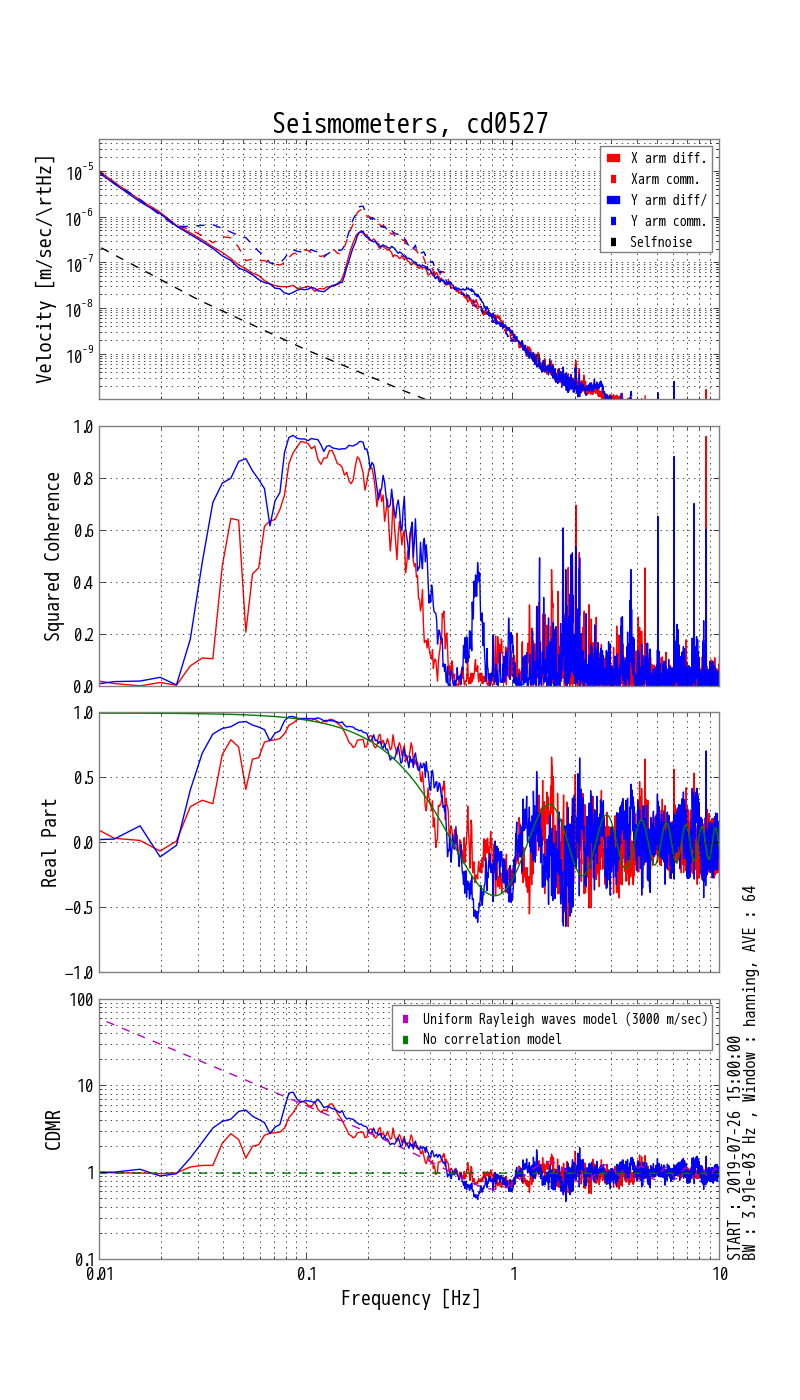 Seismometers, cd0527
Velocity [m/sec/\rtHz]
10^-5
10^-6
10^-7
10^-8
10^-9
X arm diff.
Xarm comm.
Y arm diff/
Y arm comm.
Selfnoise
Squared Coherence
1.0
0.8
0.6
0.4
0.2
0.0
Real Part
1.0
0.5
0.0
−0.5
−1.0
CDMR
100
10
1
0.1
Uniform Rayleigh waves model (3000 m/sec)
No correlation model
0.01
0.1
1
10
Frequency [Hz]
START : 2019-07-26 15:00:00
BW : 3.91e-03 Hz , Window : hanning, AVE : 64